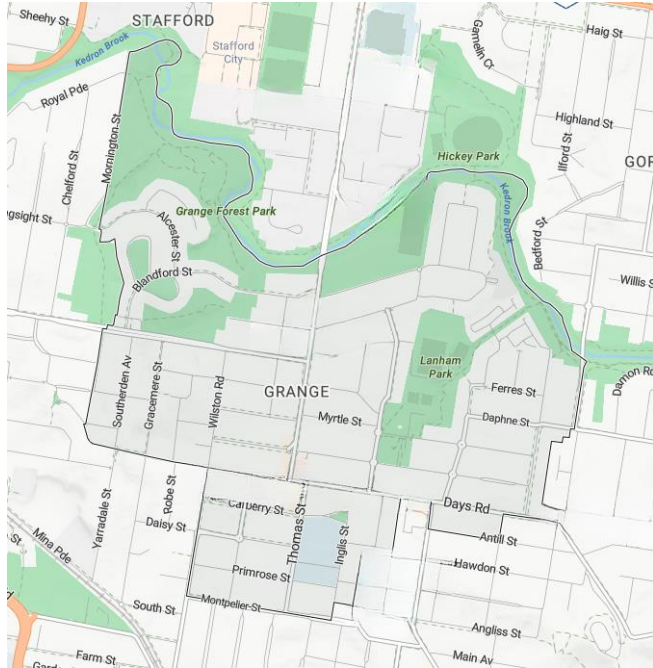 Sheehy St
STAFFORD
Kedron Brook
Stafford
City
Gamelin Ct
Haig St
Royal Pde
Mornington St
Chelford St
Highland St
Ilford St
Hickey Park
GOR
Kedron Brook
ngsight St
Grange Forest Park
Alcester St
Bedford St
Blandford St
Willis S
Southerden Av
Gracemere St
Wilston Rd
GRANGE
Lanham
Park
Damon Rd
Ferres St
Myrtle St
Daphne St
Yarradale St
Robe St
Carberry St
Thomas St
Days Rd
Daisy St
Inglis St
Antill St
Mina Pde
Primrose St
Hawdon St
South St
Montpelier St
Angliss St
Farm St
Main Av